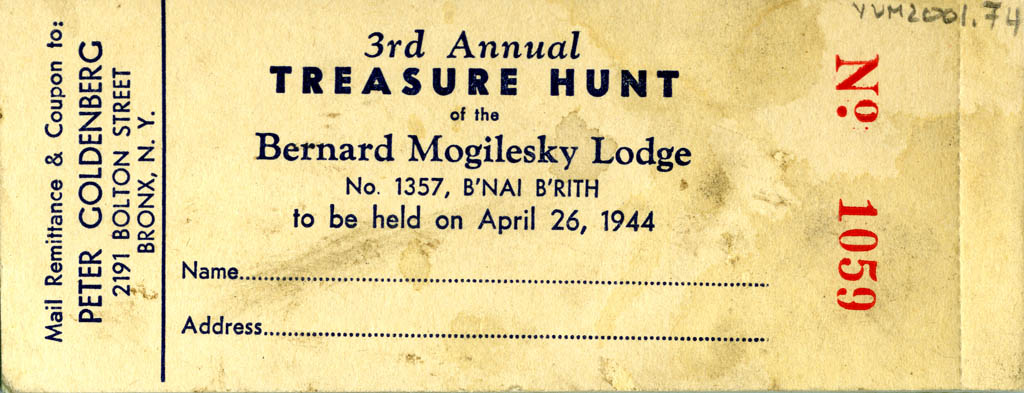 Mail Remittance & Coupon to:
PETER GOLDENBERG
2191 BOLTON STREET
BRONX, N. Y.
3rd Annual
TREASURE HUNT
of the
Bernard Mogilesky Lodge
No. 1357, B'NAI B'RITH
to be held on April 26, 1944
Name
Address
No. 1059
YUM2001.74